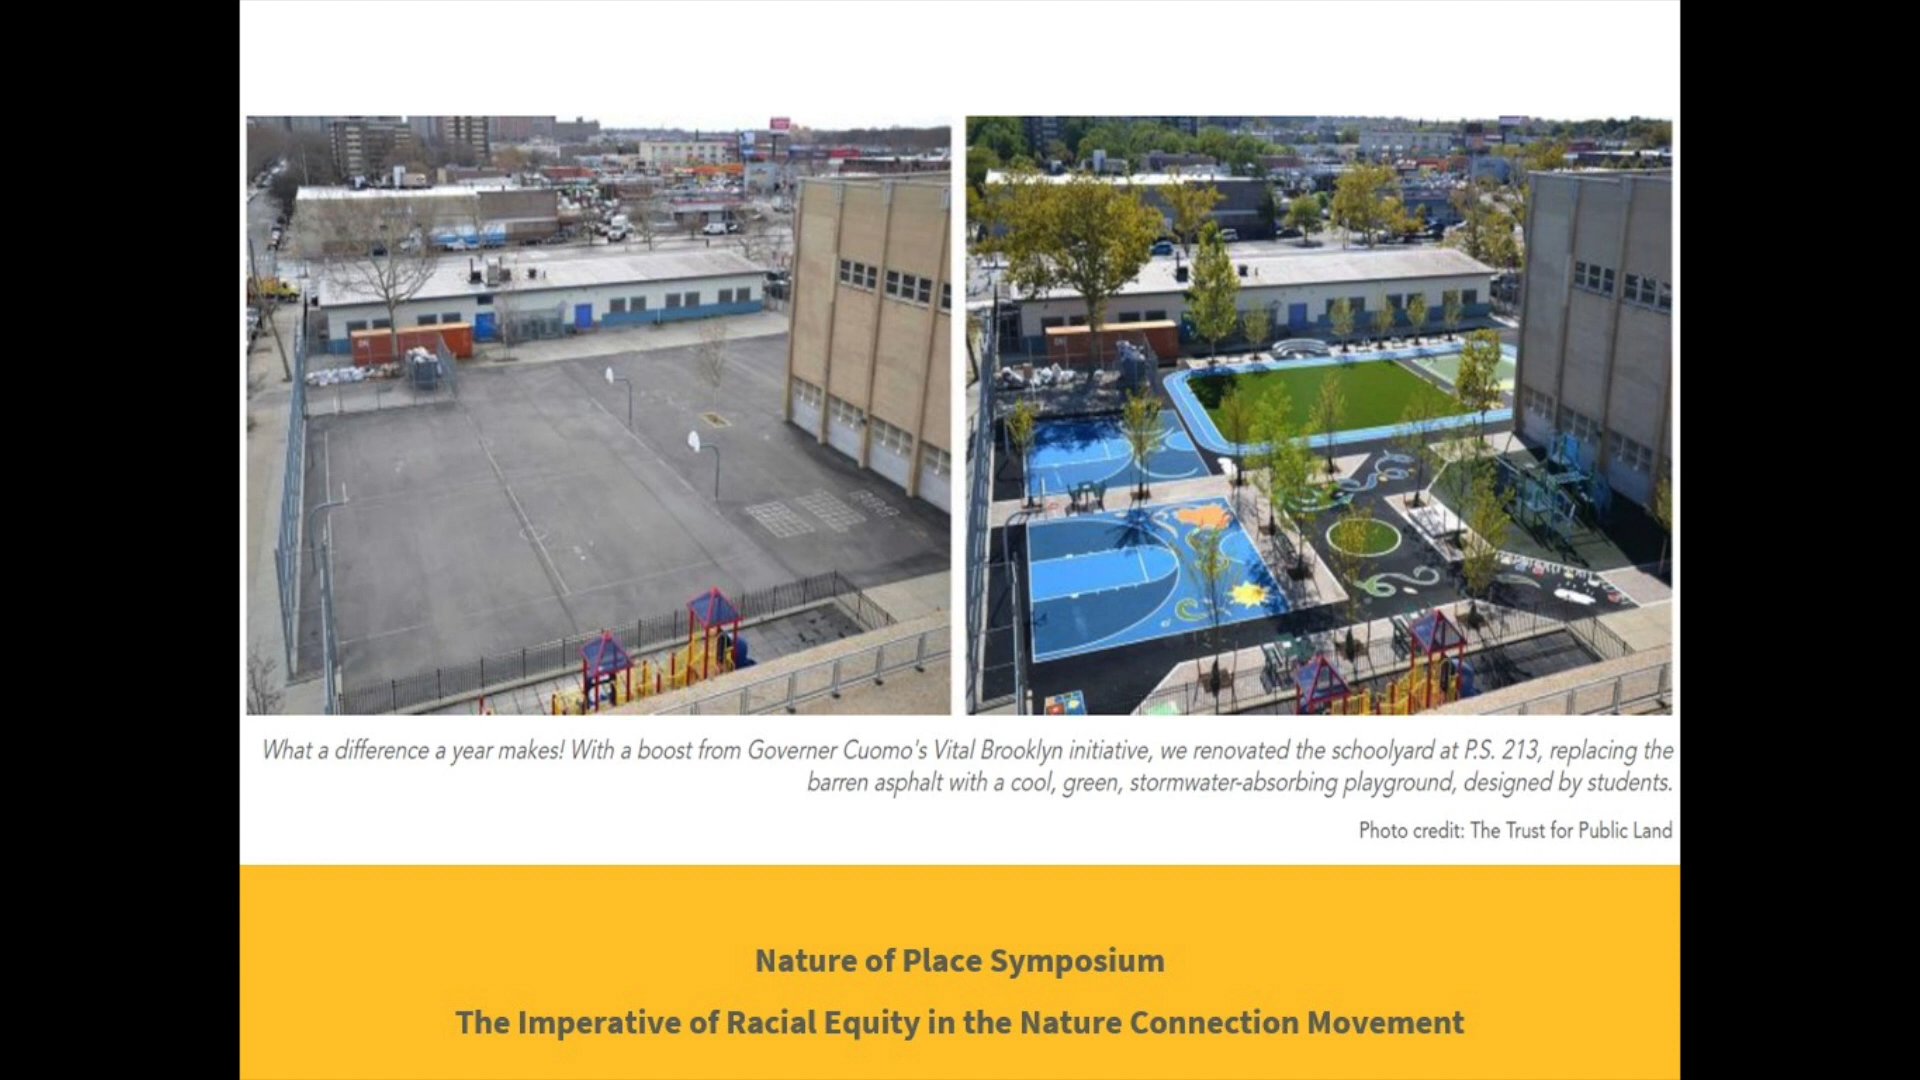 What a difference a year makes! With a boost from Governer Cuomo's Vital Brooklyn initiative, we renovated the schoolyard at P.S. 213, replacing the
barren asphalt with a cool, green, stormwater-absorbing playground, designed by students.
Photo credit: The Trust for Public Land
Nature of Place Symposium
The Imperative of Racial Equity in the Nature Connection Movement